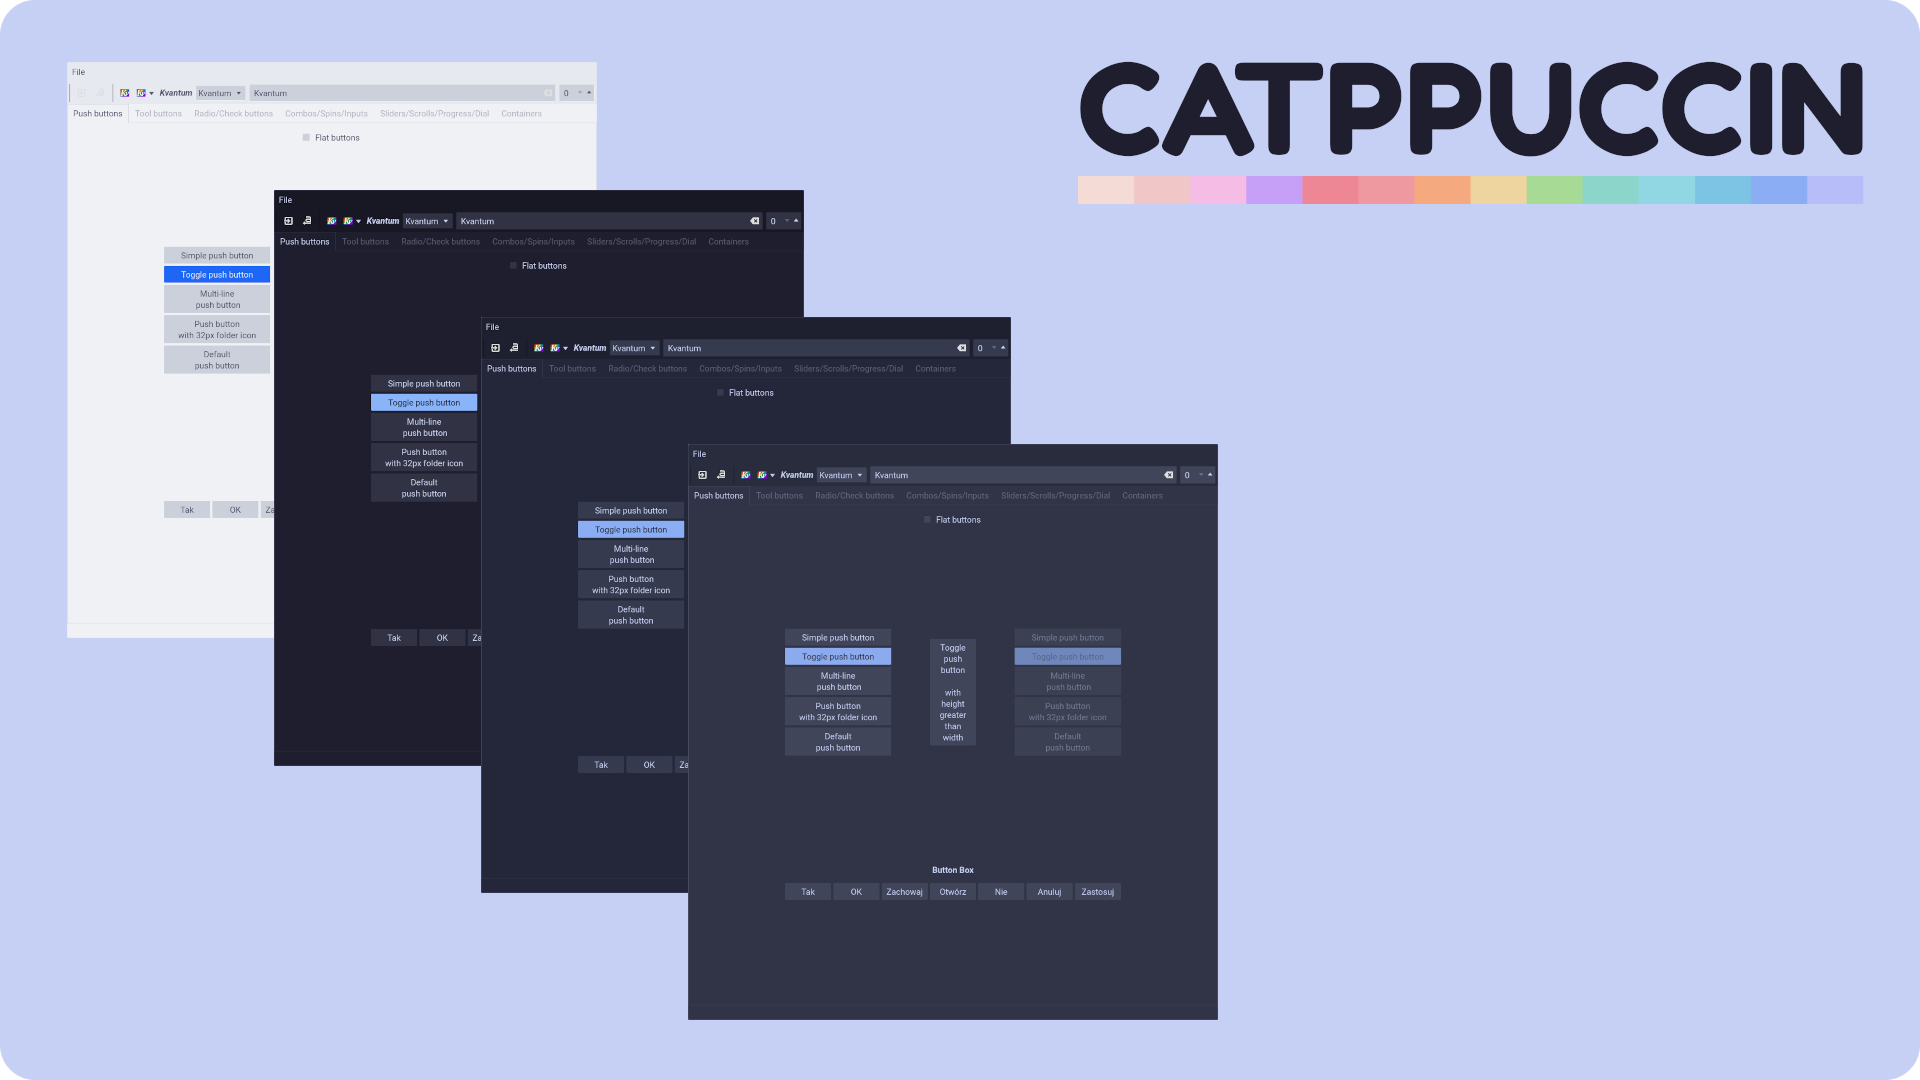 CATPPUCCIN
File
Kvantum Kvantum Kvantum 0
Push buttons Tool buttons Radio/Check buttons Combos/Spins/Inputs Sliders/Scrolls/Progress/Dial Containers
Flat buttons
Simple push button
Toggle push button
Multi-line
push button
Push button
with 32px folder icon
Default
push button
Tak OK Za
File
Kvantum Kvantum Kvantum 0
Push buttons Tool buttons Radio/Check buttons Combos/Spins/Inputs Sliders/Scrolls/Progress/Dial Containers
Flat buttons
Simple push button
Toggle push button
Multi-line
push button
Push button
with 32px folder icon
Default
push button
Tak OK Za
File
Kvantum Kvantum Kvantum 0
Push buttons Tool buttons Radio/Check buttons Combos/Spins/Inputs Sliders/Scrolls/Progress/Dial Containers
Flat buttons
Simple push button
Toggle push button
Multi-line
push button
Push button
with 32px folder icon
Default
push button
Tak OK Za
File
Kvantum Kvantum Kvantum 0
Push buttons Tool buttons Radio/Check buttons Combos/Spins/Inputs Sliders/Scrolls/Progress/Dial Containers
Flat buttons
Simple push button
Toggle push button
Multi-line
push button
Push button
with 32px folder icon
Default
push button
Toggle
push
button
with
height
greater
than
width
Simple push button
Toggle push button
Multi-line
push button
Push button
with 32px folder icon
Default
push button
Button Box
Tak OK Zachowaj Otwórz Nie Anuluj Zastosuj